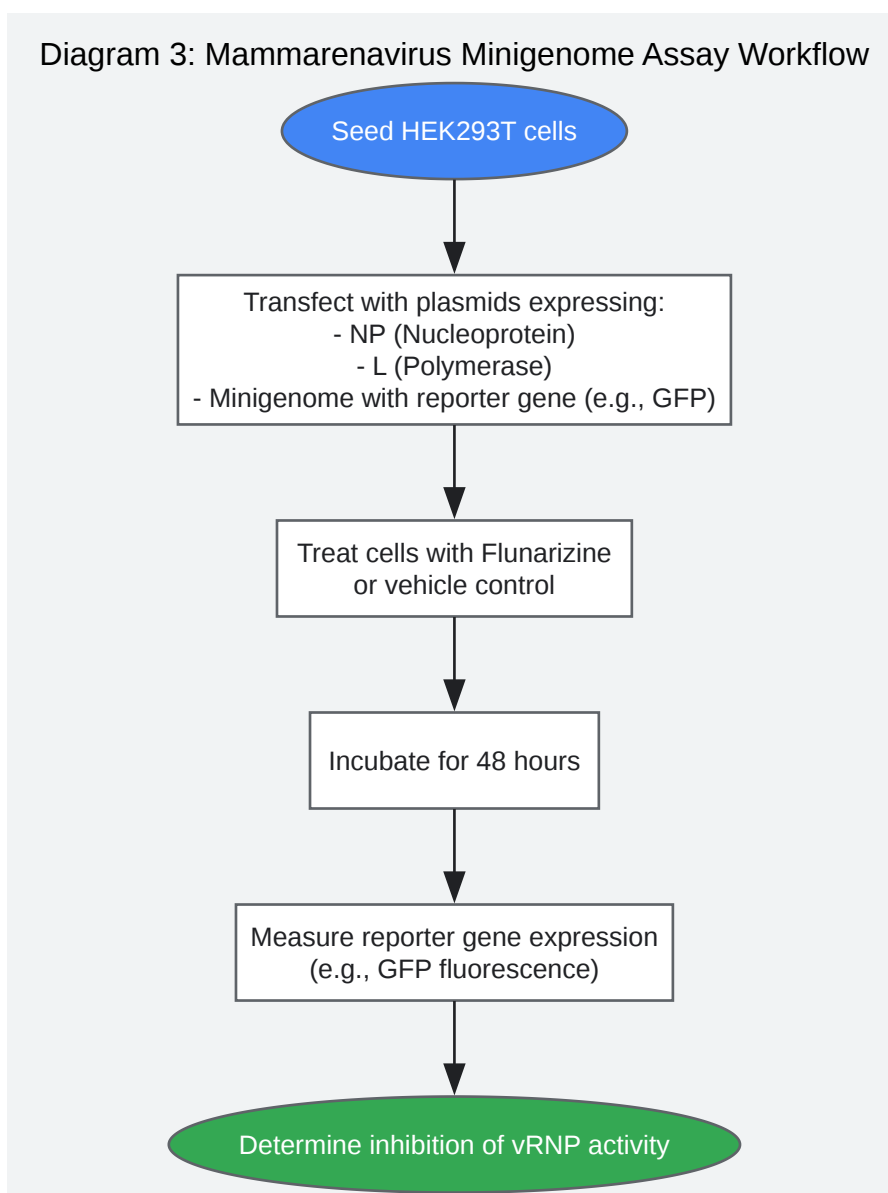 Diagram 3: Mammarenavirus Minigenome Assay Workflow
Seed HEK293T cells
Transfect with plasmids expressing:
- NP (Nucleoprotein)
- L (Polymerase)
- Minigenome with reporter gene (e.g., GFP)
Treat cells with Flunarizine
or vehicle control
Incubate for 48 hours
Measure reporter gene expression
(e.g., GFP fluorescence)
Determine inhibition of vRNP activity